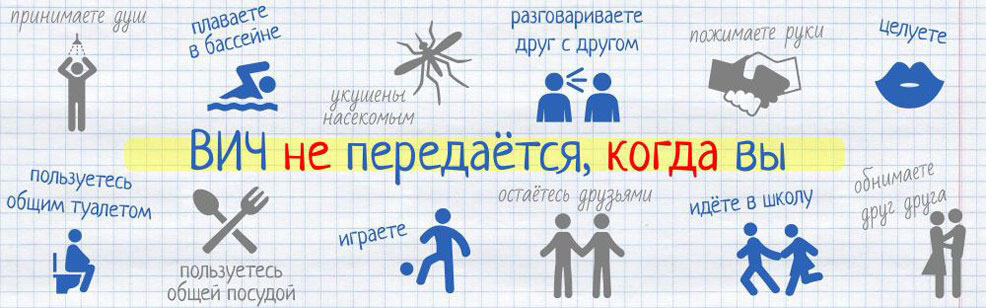 принимаете душ
плаваете
в бассейне
укушены
насекомым
разговариваете
друг с другом
пожимаете руки
целуете
ВИЧ не передаётся, когда вы
пользуетесь
общим туалетом
пользуетесь
общей посудой
играете
остаётесь друзьями
идёте в школу
обнимаете
друг друга